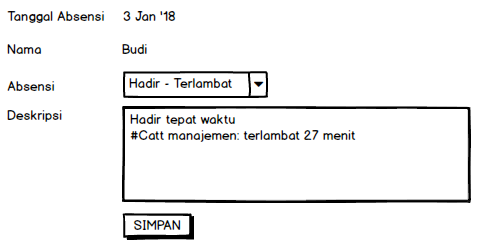 Tanggal Absensi 3 Jan '18
Nama Budi
Absensi Hadir - Terlambat
Deskripsi
Hadir tepat waktu
#Catt manajemen: terlambat 27 menit
SIMPAN